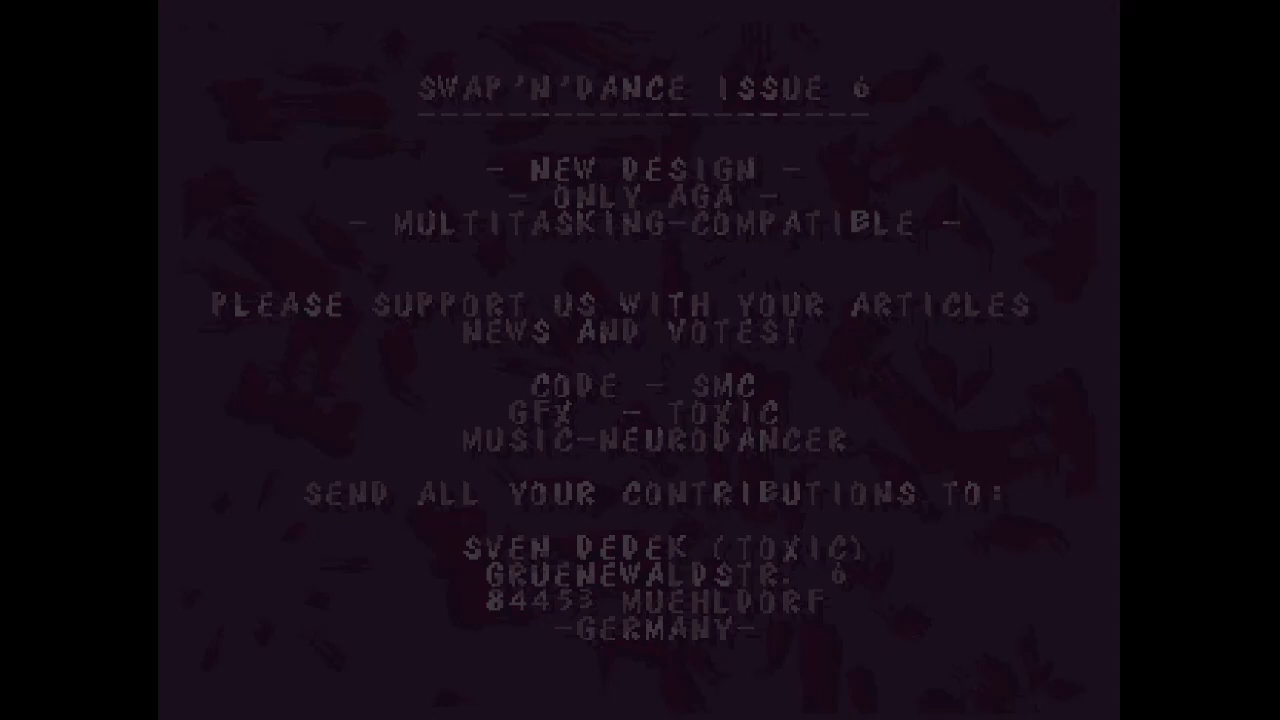 SWAP'N'DANCE ISSUE 6
--------------------
- NEW DESIGN -
- ONLY AGA -
- MULTITASKING-COMPATIBLE -
PLEASE SUPPORT US WITH YOUR ARTICLES
NEWS AND VOTES!
CODE - SMC
GFX - TOXIC
MUSIC-NEURODANCER
SEND ALL YOUR CONTRIBUTIONS TO:
SVEN DEDEK (TOXIC)
GRUENEWALDSTR. 6
84453 MUEHLDORF
-GERMANY-